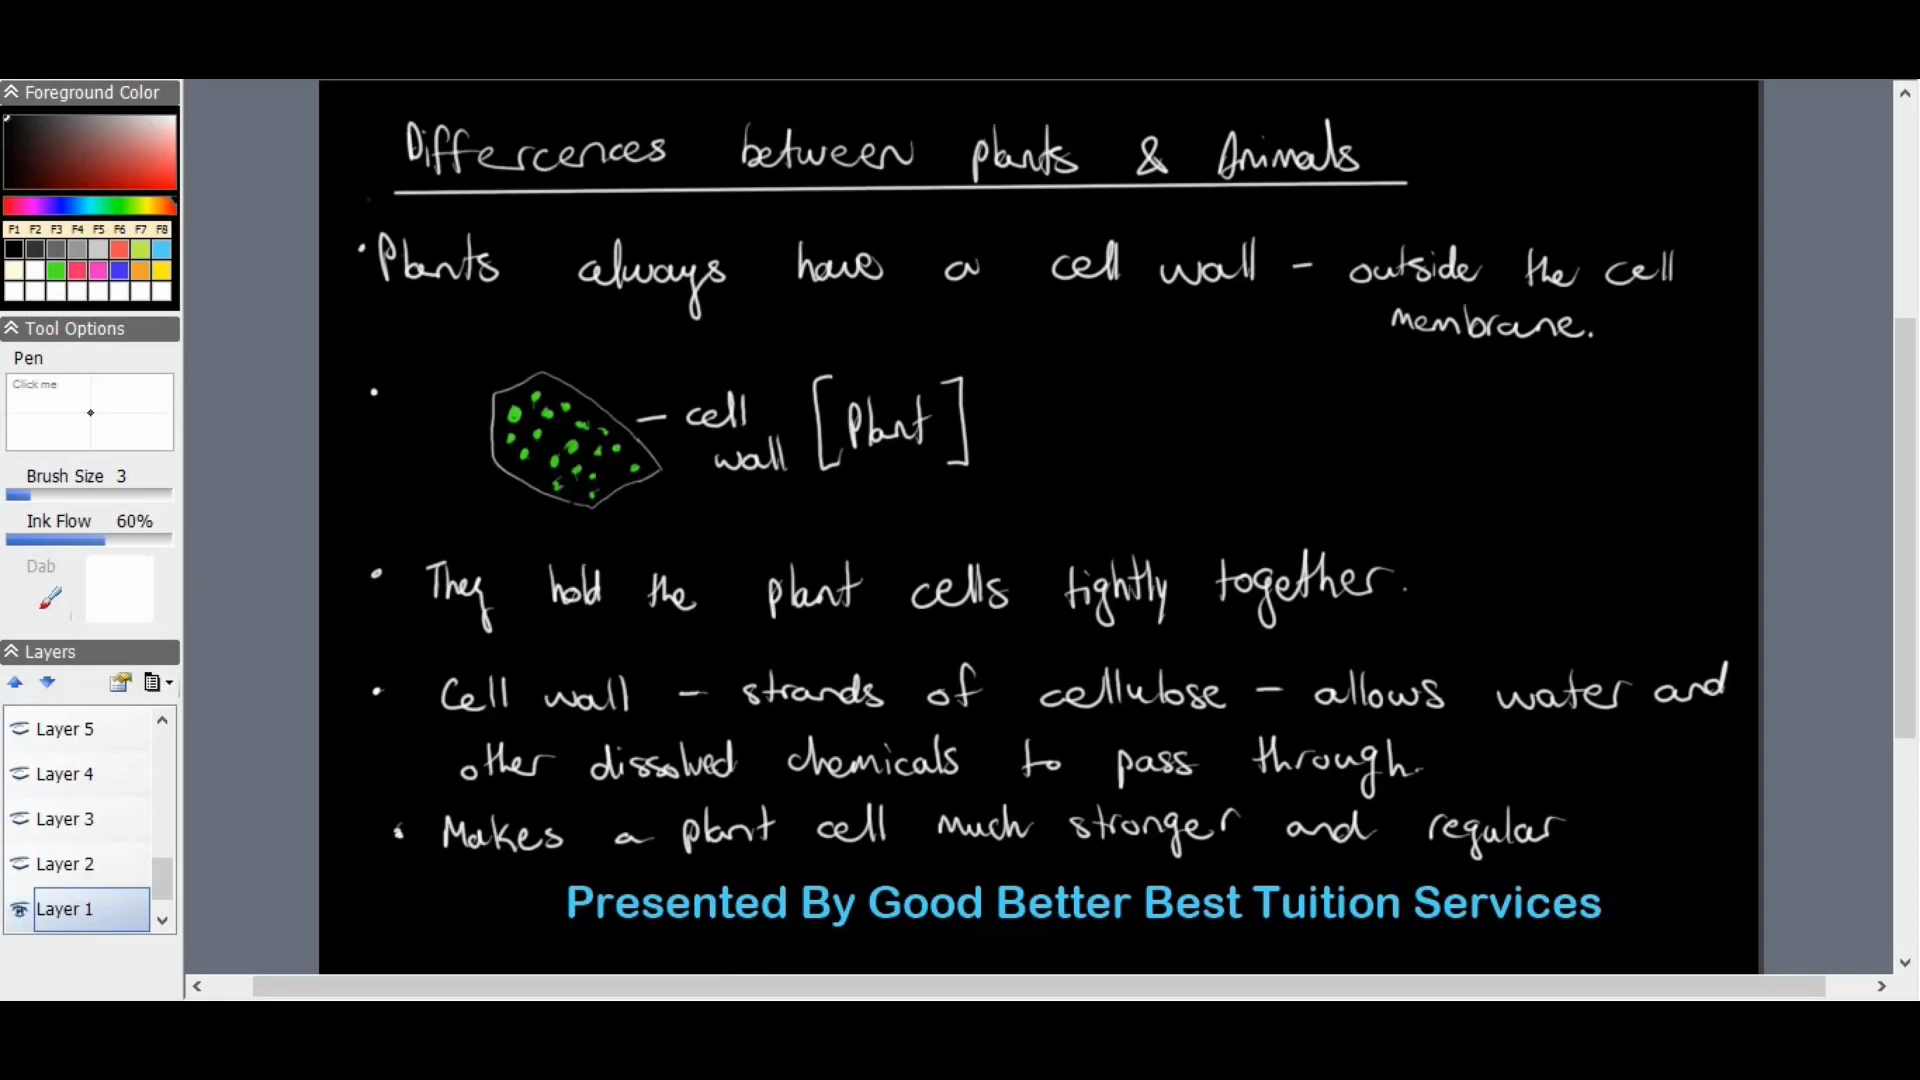 Foreground Color
F1 F2 F3 F4 F5 F6 F7 F8
Tool Options
Pen
Click me
Brush Size 3
Ink Flow 60%
Dab
Layers
Layer 5
Layer 4
Layer 3
Layer 2
Layer 1
Differcences between plants & Animals
• Plants always have a cell wall - outside the cell
membrane.
• - cell [Plant]
wall
• They hold the plant cells tightly together.
• Cell wall - strands of cellulose - allows water and
other dissolved chemicals to pass through.
• Makes a plant cell much stronger and regular
Presented By Good Better Best Tuition Services